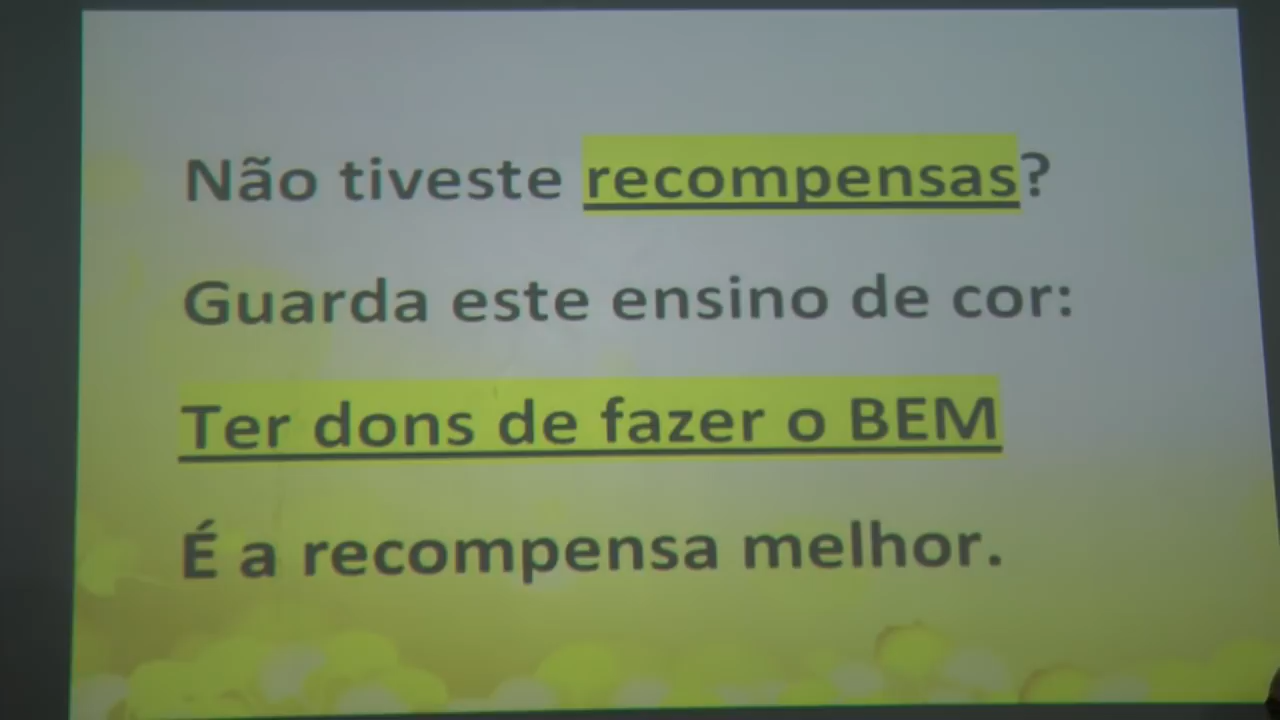 Não tiveste recompensas?
Guarda este ensino de cor:
Ter dons de fazer o BEM
É a recompensa melhor.